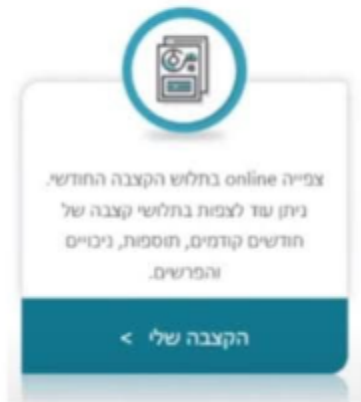 צפייה online בתלוש הקצבה החודשי.
ניתן עוד לצפות בתלושי קצבה של
חודשים קודמים, תוספות, ניכויים
והפרשים.
הקצבה שלי >